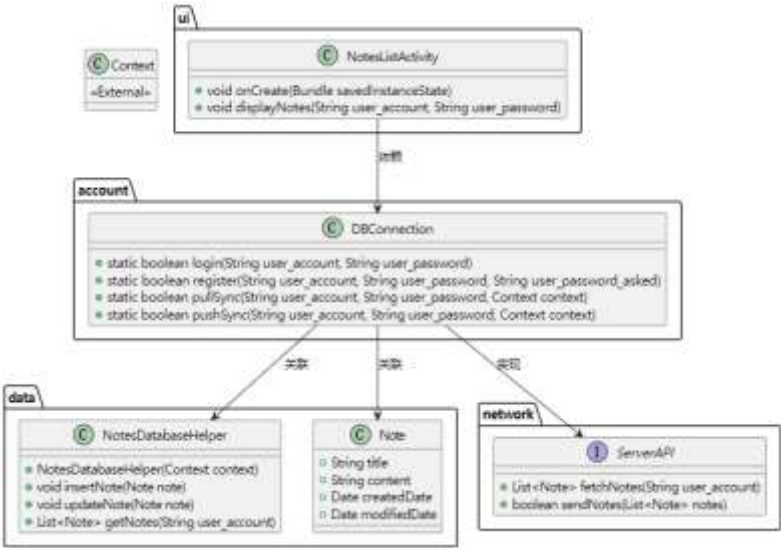 ui
C NotesListActivity
void onCreate(Bundle savedInstanceState)
void displayNotes(String user_account, String user_password)
C Context
«External»
依赖
account
C DBConnection
static boolean login(String user_account, String user_password)
static boolean register(String user_account, String user_password, String user_password_asked)
static boolean pullSync(String user_account, String user_password, Context context)
static boolean pushSync(String user_account, String user_password, Context context)
关联
关联
实现
data
C NotesDatabaseHelper
NotesDatabaseHelper(Context context)
void insertNote(Note note)
void updateNote(Note note)
List<Note> getNotes(String user_account)
C Note
String title
String content
Date createdDate
Date modifiedDate
network
I ServerAPI
List<Note> fetchNotes(String user_account)
boolean sendNotes(List<Note> notes)